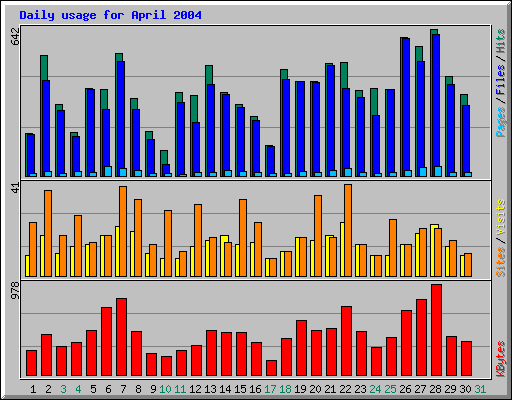 Daily usage for April 2004
642
Pages / Files / Hits
41
Sites / Visits
978
KBytes
1 2 3 4 5 6 7 8 9 10 11 12 13 14 15 16 17 18 19 20 21 22 23 24 25 26 27 28 29 30 31